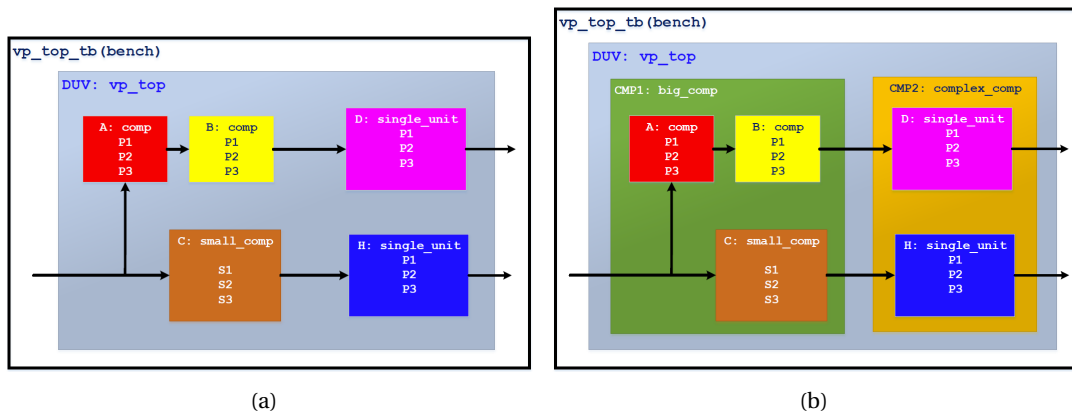 vp_top_tb(bench)
DUV: vp_top
A: comp
P1
P2
P3
B: comp
P1
P2
P3
D: single_unit
P1
P2
P3
C: small_comp
S1
S2
S3
H: single_unit
P1
P2
P3
(a)
vp_top_tb(bench)
DUV: vp_top
CMP1: big_comp
A: comp
P1
P2
P3
B: comp
P1
P2
P3
C: small_comp
S1
S2
S3
CMP2: complex_comp
D: single_unit
P1
P2
P3
H: single_unit
P1
P2
P3
(b)